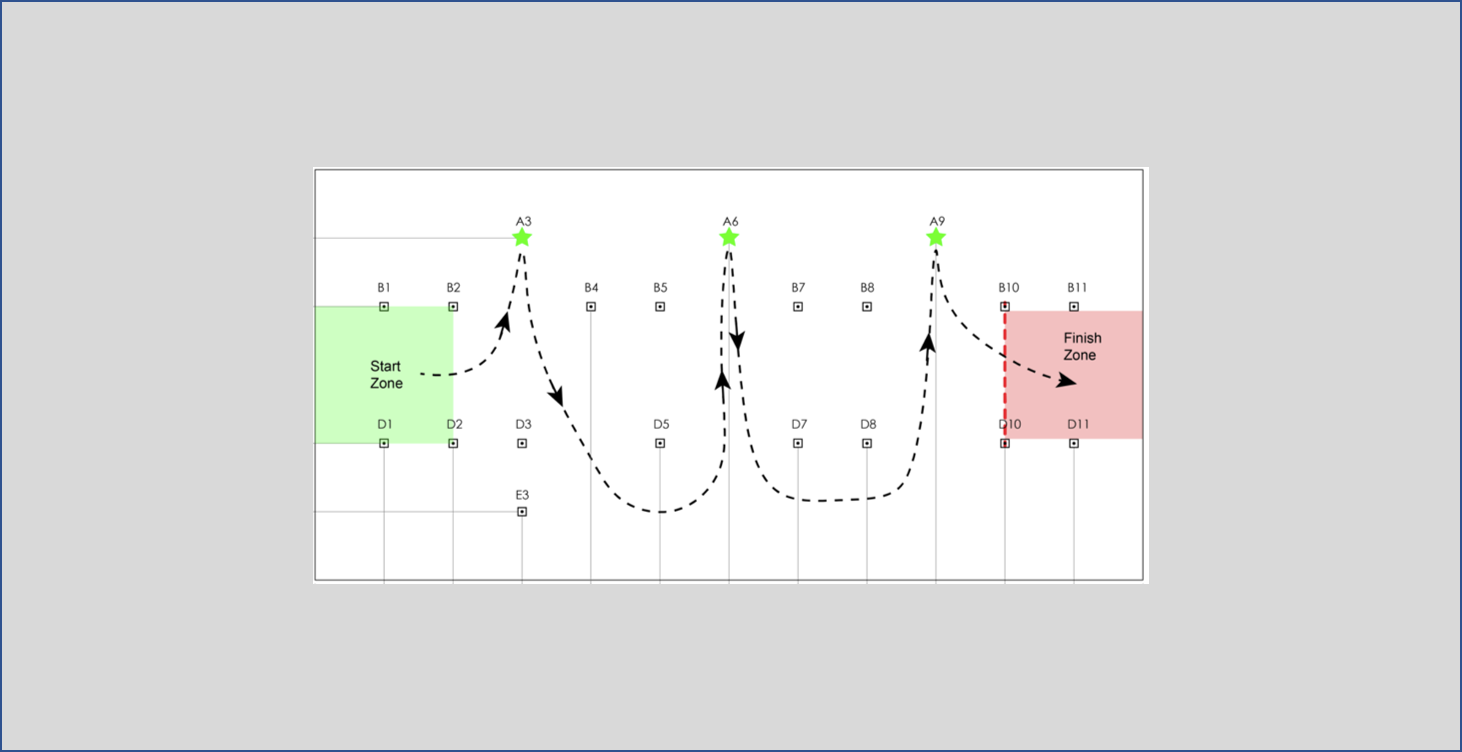 A3 A6 A9
B1 B2 B4 B5 B7 B8 B10 B11
Finish
Zone
Start
Zone
D1 D2 D3 D5 D7 D8 D10 D11
E3